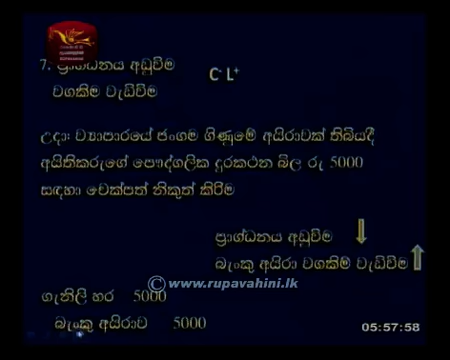 7. ප්‍රාග්ධනය අඩුවීම
C⁻ L⁺
වගකීම වැඩිවීම
උදා: ව්‍යාපාරයේ ජංගම ගිණුමේ අයිරාවක් තිබියදී
අයිතිකරුගේ පෞද්ගලික දුරකථන බිල රු 5000
සඳහා චෙක්පත් නිකුත් කිරීම
ප්‍රාග්ධනය අඩුවීම ↓
බැංකු අයිරා වගකීම වැඩිවීම ↑
© www.rupavahini.lk
ගැනිලි හර 5000
බැංකු අයිරාව 5000
05:57:58